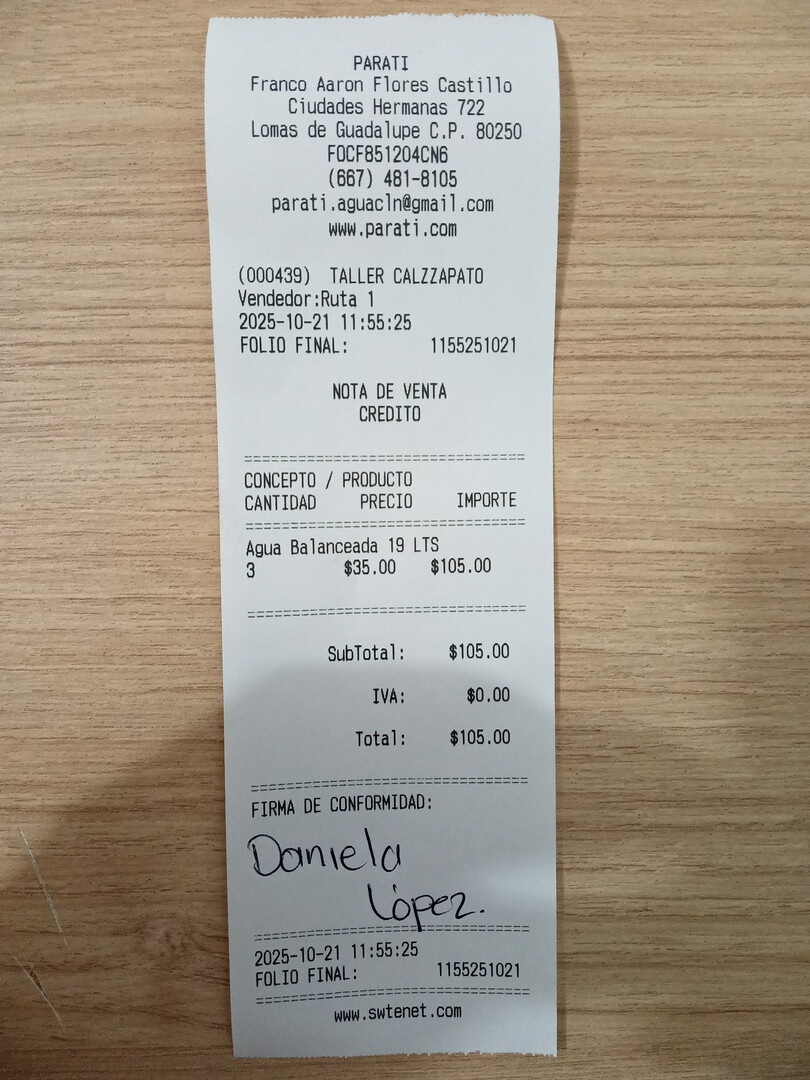 PARATI
Franco Aaron Flores Castillo
Ciudades Hermanas 722
Lomas de Guadalupe C.P. 80250
FOCF851204CN6
(667) 481-8105
parati.aguacln@gmail.com
www.parati.com
(000439) TALLER CALZZAPATO
Vendedor:Ruta 1
2025-10-21 11:55:25
FOLIO FINAL: 1155251021
NOTA DE VENTA
CREDITO
CONCEPTO / PRODUCTO
CANTIDAD PRECIO IMPORTE
Agua Balanceada 19 LTS
3 $35.00 $105.00
SubTotal: $105.00
IVA: $0.00
Total: $105.00
FIRMA DE CONFORMIDAD:
Daniela
López.
2025-10-21 11:55:25
FOLIO FINAL: 1155251021
www.swtenet.com